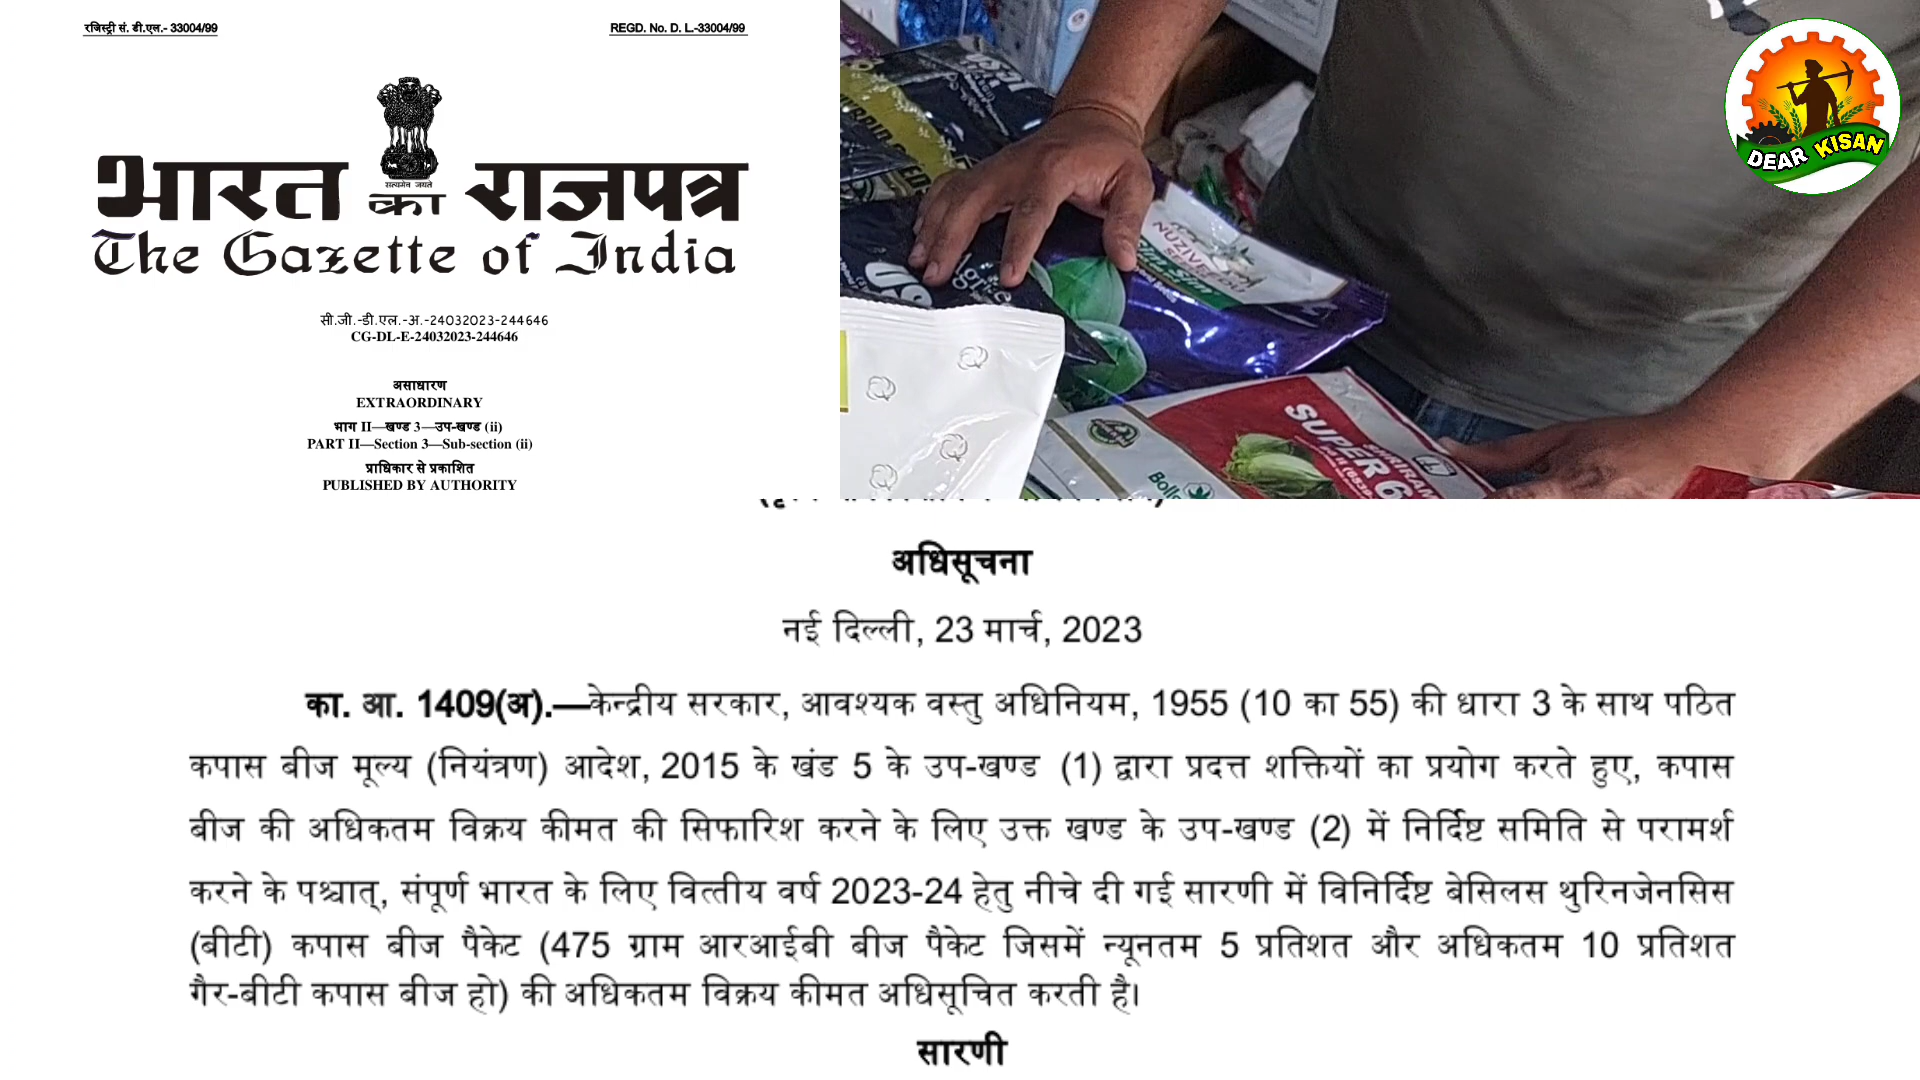 रजिस्ट्री सं. डी.एल.- 33004/99
REGD. No. D. L.-33004/99
सत्यमेव जयते
भारत का राजपत्र
The Gazette of India
सी.जी.-डी.एल.-अ.-24032023-244646
CG-DL-E-24032023-244646
असाधारण
EXTRAORDINARY
भाग II—खण्ड 3—उप-खण्ड (ii)
PART II—Section 3—Sub-section (ii)
प्राधिकार से प्रकाशित
PUBLISHED BY AUTHORITY
DEAR KISAN
NUZIVEEDU
Agri
SHRIRAM
SUPER 6
अधिसूचना
नई दिल्ली, 23 मार्च, 2023
का. आ. 1409(अ).—केन्द्रीय सरकार, आवश्यक वस्तु अधिनियम, 1955 (10 का 55) की धारा 3 के साथ पठित
कपास बीज मूल्य (नियंत्रण) आदेश, 2015 के खंड 5 के उप-खण्ड (1) द्वारा प्रदत्त शक्तियों का प्रयोग करते हुए, कपास
बीज की अधिकतम विक्रय कीमत की सिफारिश करने के लिए उक्त खण्ड के उप-खण्ड (2) में निर्दिष्ट समिति से परामर्श
करने के पश्चात्, संपूर्ण भारत के लिए वित्तीय वर्ष 2023-24 हेतु नीचे दी गई सारणी में विनिर्दिष्ट बेसिलस थुरिनजेनसिस
(बीटी) कपास बीज पैकेट (475 ग्राम आरआईबी बीज पैकेट जिसमें न्यूनतम 5 प्रतिशत और अधिकतम 10 प्रतिशत
गैर-बीटी कपास बीज हो) की अधिकतम विक्रय कीमत अधिसूचित करती है।
सारणी